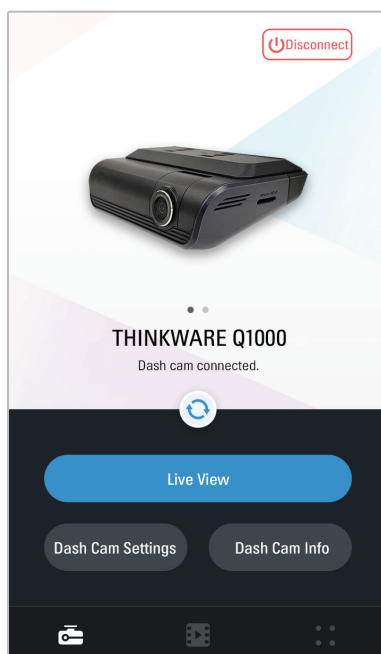 Disconnect
THINKWARE Q1000
Dash cam connected.
Live View
Dash Cam Settings
Dash Cam Info